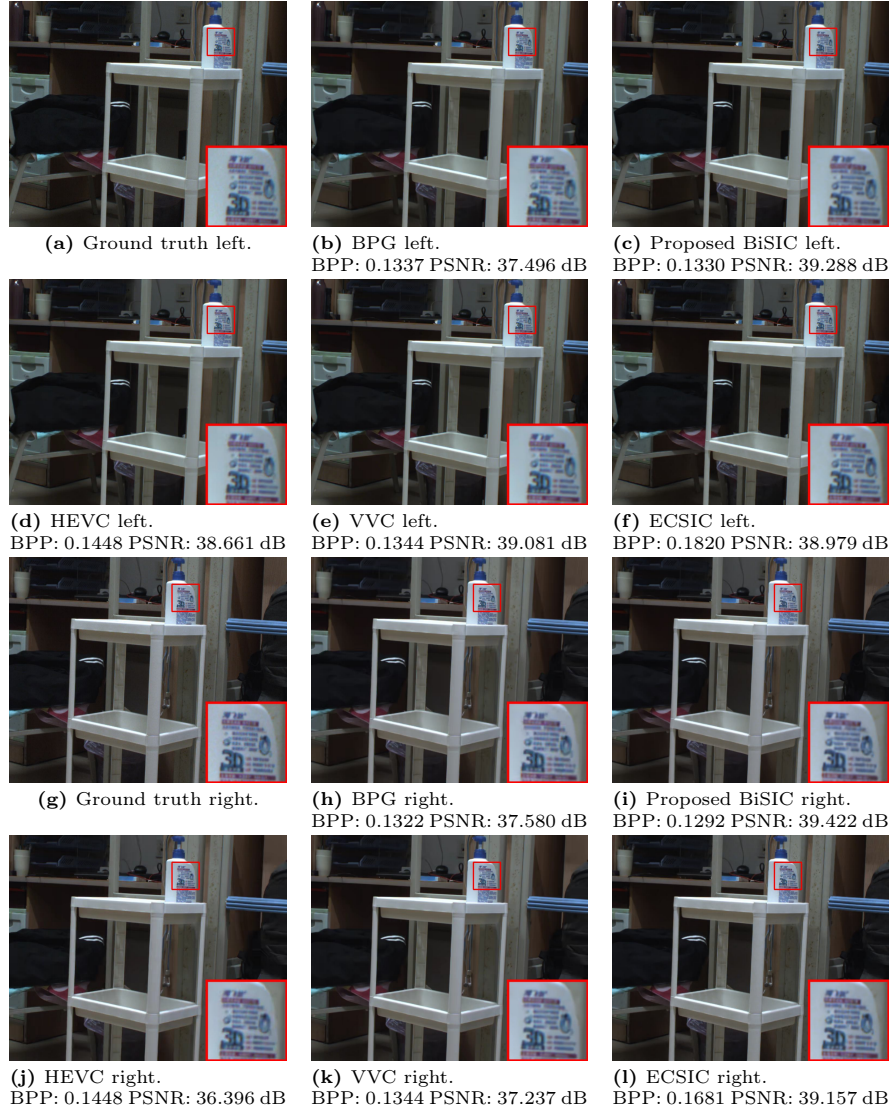 (a) Ground truth left.
(b) BPG left.
BPP: 0.1337 PSNR: 37.496 dB
(c) Proposed BiSIC left.
BPP: 0.1330 PSNR: 39.288 dB
(d) HEVC left.
BPP: 0.1448 PSNR: 38.661 dB
(e) VVC left.
BPP: 0.1344 PSNR: 39.081 dB
(f) ECSIC left.
BPP: 0.1820 PSNR: 38.979 dB
(g) Ground truth right.
(h) BPG right.
BPP: 0.1322 PSNR: 37.580 dB
(i) Proposed BiSIC right.
BPP: 0.1292 PSNR: 39.422 dB
(j) HEVC right.
BPP: 0.1448 PSNR: 36.396 dB
(k) VVC right.
BPP: 0.1344 PSNR: 37.237 dB
(l) ECSIC right.
BPP: 0.1681 PSNR: 39.157 dB